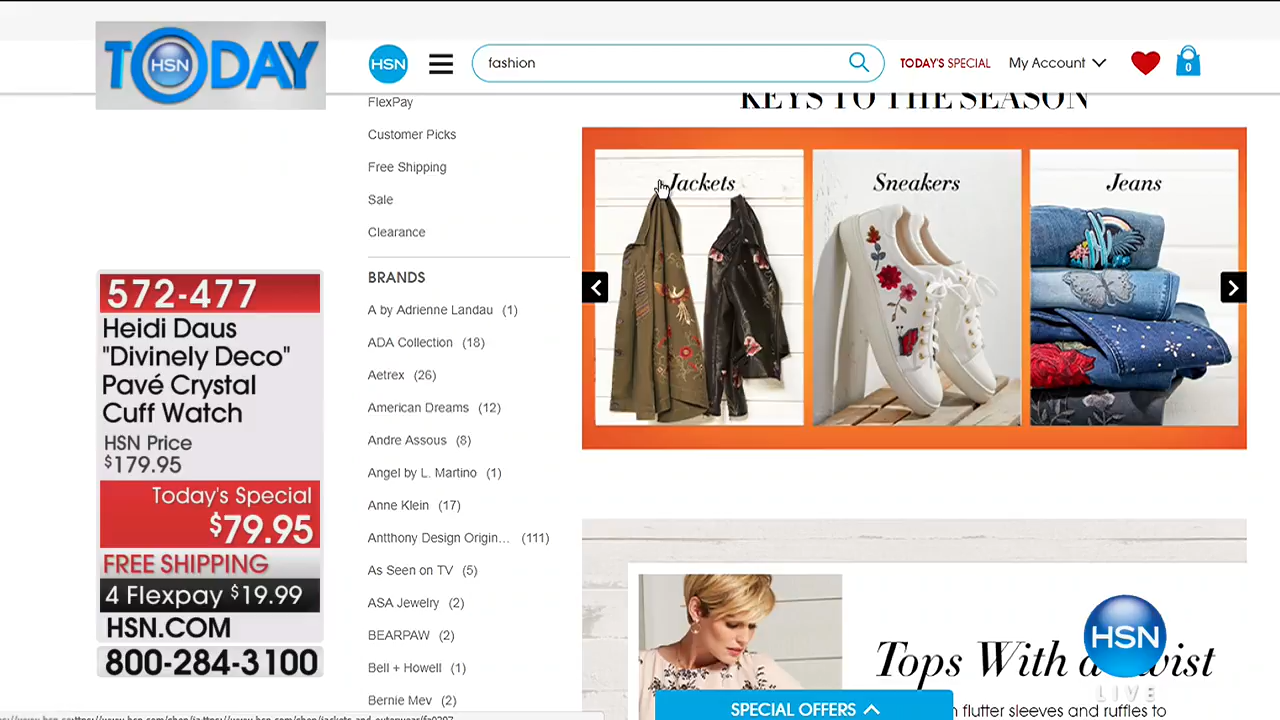 TODAY
HSN
HSN
fashion
TODAY'S SPECIAL
My Account
0
FlexPay
Customer Picks
Free Shipping
Sale
Clearance
BRANDS
A by Adrienne Landau (1)
ADA Collection (18)
Aetrex (26)
American Dreams (12)
Andre Assous (8)
Angel by L. Martino (1)
Anne Klein (17)
Antthony Design Origin... (111)
As Seen on TV (5)
ASA Jewelry (2)
BEARPAW (2)
Bell + Howell (1)
Bernie Mev (2)
KEYS TO THE SEASON
Jackets
Sneakers
Jeans
572-477
Heidi Daus
"Divinely Deco"
Pavé Crystal
Cuff Watch
HSN Price
$179.95
Today's Special
$79.95
FREE SHIPPING
4 Flexpay $19.99
HSN.COM
800-284-3100
Tops With a Twist
flutter sleeves and ruffles to
SPECIAL OFFERS
HSN
LIVE